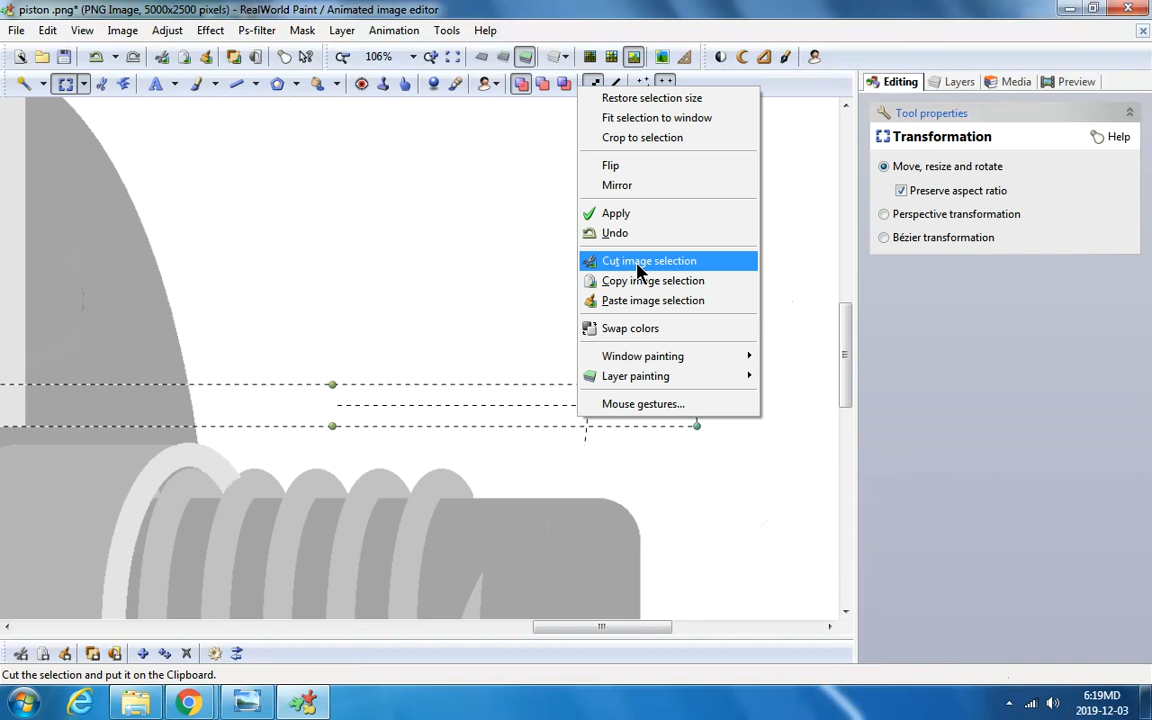 piston .png* (PNG Image, 5000x2500 pixels) - RealWorld Paint / Animated image editor
File Edit View Image Adjust Effect Ps-filter Mask Layer Animation Tools Help
106%
Editing Layers Media Preview
Tool properties
Transformation Help
Move, resize and rotate
Preserve aspect ratio
Perspective transformation
Bézier transformation
Restore selection size
Fit selection to window
Crop to selection
Flip
Mirror
Apply
Undo
Cut image selection
Copy image selection
Paste image selection
Swap colors
Window painting
Layer painting
Mouse gestures...
Cut the selection and put it on the Clipboard.
6:19MD
2019-12-03